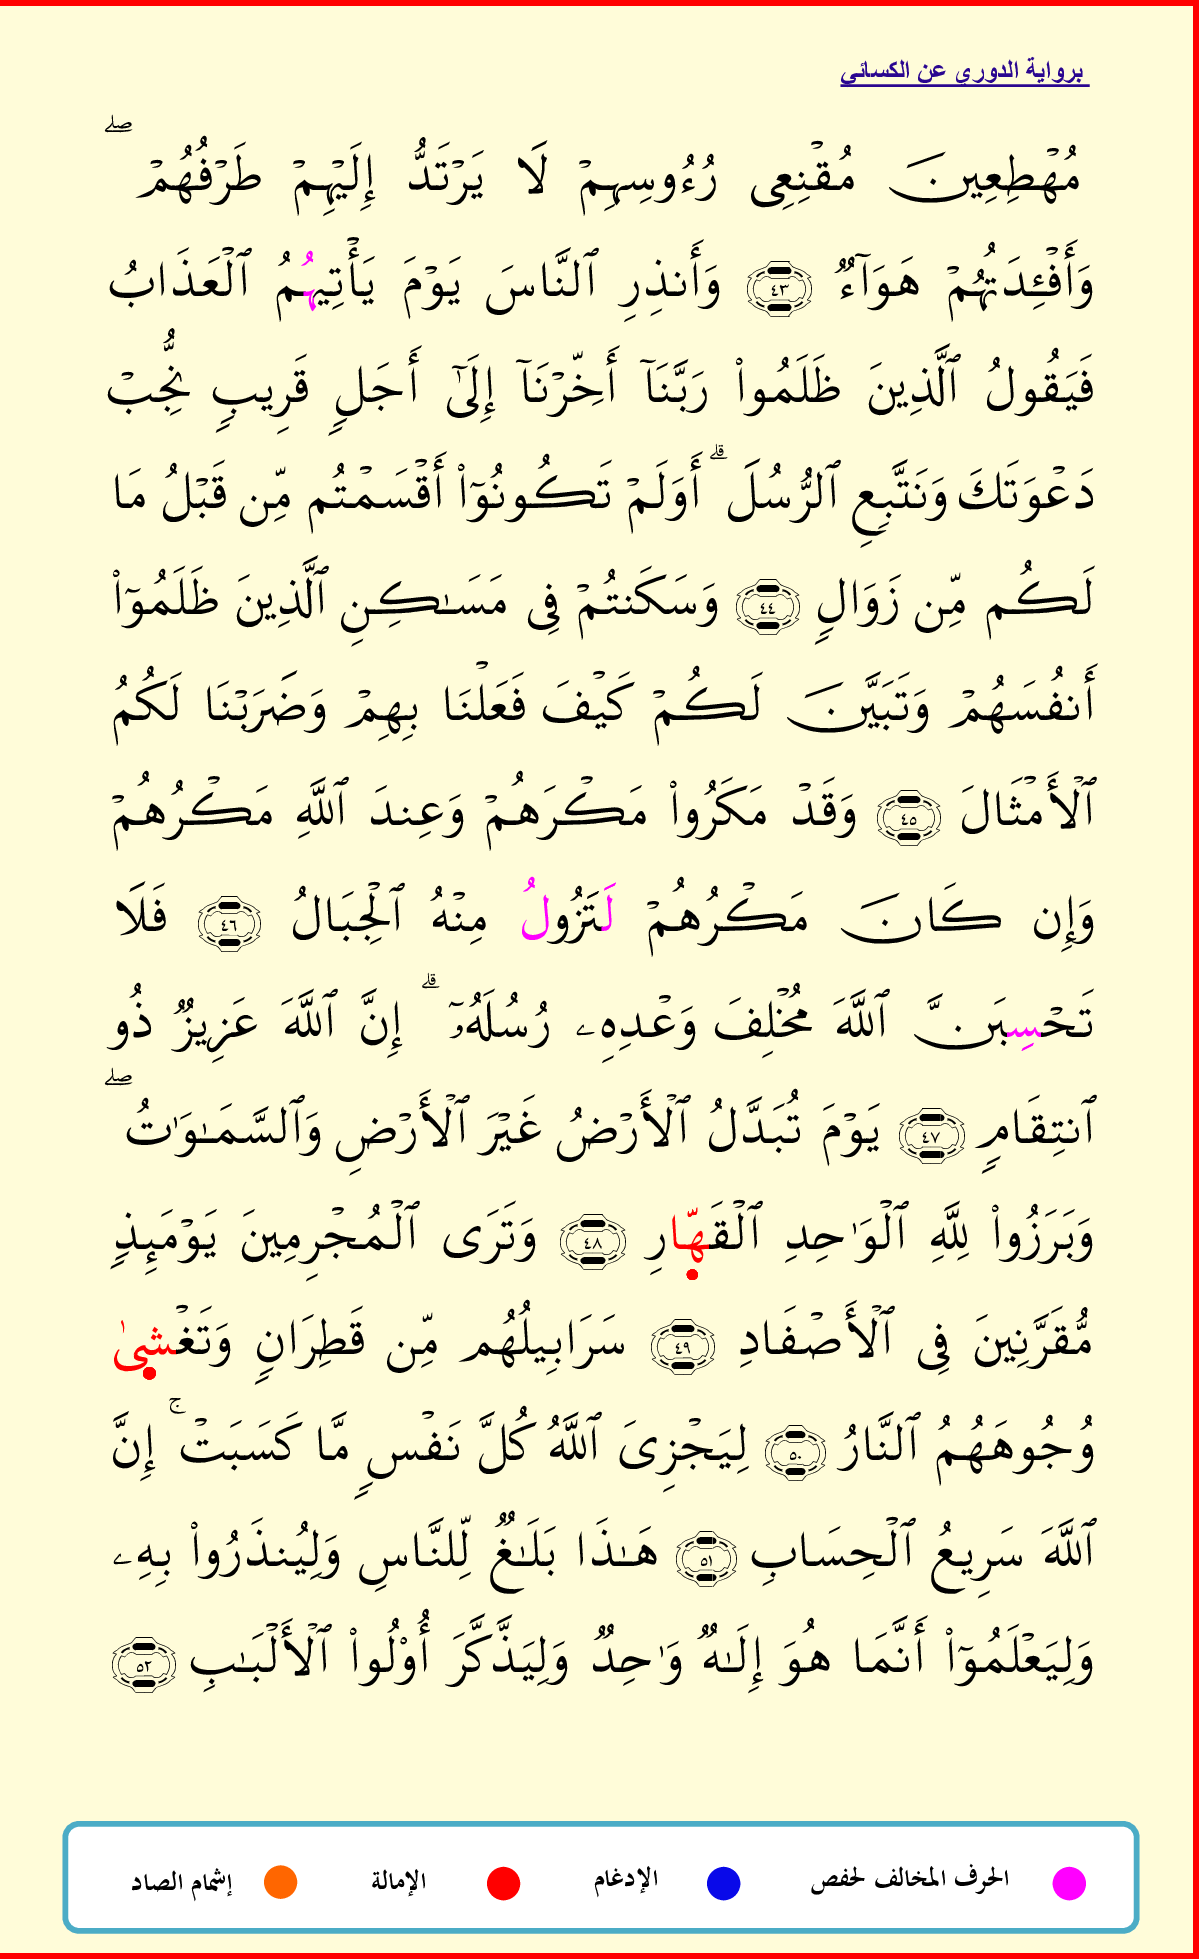 برواية الدوري عن الكسائي
مُهۡطِعِينَ مُقۡنِعِي رُءُوسِهِمۡ لَا يَرۡتَدُّ إِلَيۡهِمۡ طَرۡفُهُمۡۖ
وَأَفۡـِٔدَتُهُمۡ هَوَآءٞ ٤٣ وَأَنذِرِ ٱلنَّاسَ يَوۡمَ يَأۡتِيهُمُ ٱلۡعَذَابُ
فَيَقُولُ ٱلَّذِينَ ظَلَمُواْ رَبَّنَآ أَخِّرۡنَآ إِلَىٰٓ أَجَلٖ قَرِيبٖ نُّجِبۡ
دَعۡوَتَكَ وَنَتَّبِعِ ٱلرُّسُلَۗ أَوَلَمۡ تَكُونُوٓاْ أَقۡسَمۡتُم مِّن قَبۡلُ مَا
لَكُم مِّن زَوَالٖ ٤٤ وَسَكَنتُمۡ فِي مَسَٰكِنِ ٱلَّذِينَ ظَلَمُوٓاْ
أَنفُسَهُمۡ وَتَبَيَّنَ لَكُمۡ كَيۡفَ فَعَلۡنَا بِهِمۡ وَضَرَبۡنَا لَكُمُ
ٱلۡأَمۡثَالَ ٤٥ وَقَدۡ مَكَرُواْ مَكۡرَهُمۡ وَعِندَ ٱللَّهِ مَكۡرُهُمۡ
وَإِن كَانَ مَكۡرُهُمۡ لَتَزُولُ مِنۡهُ ٱلۡجِبَالُ ٤٦ فَلَا
تَحۡسِبَنَّ ٱللَّهَ مُخۡلِفَ وَعۡدِهِۦ رُسُلَهُۥٓۗ إِنَّ ٱللَّهَ عَزِيزٞ ذُو
ٱنتِقَامٖ ٤٧ يَوۡمَ تُبَدَّلُ ٱلۡأَرۡضُ غَيۡرَ ٱلۡأَرۡضِ وَٱلسَّمَٰوَٰتُۖ
وَبَرَزُواْ لِلَّهِ ٱلۡوَٰحِدِ ٱلۡقَهِّارِ ٤٨ وَتَرَى ٱلۡمُجۡرِمِينَ يَوۡمَئِذٖ
مُّقَرَّنِينَ فِي ٱلۡأَصۡفَادِ ٤٩ سَرَابِيلُهُم مِّن قَطِرَانٖ وَتَغۡشِىٰ
وُجُوهَهُمُ ٱلنَّارُ ٥٠ لِيَجۡزِيَ ٱللَّهُ كُلَّ نَفۡسٖ مَّا كَسَبَتۡۚ إِنَّ
ٱللَّهَ سَرِيعُ ٱلۡحِسَابِ ٥١ هَٰذَا بَلَٰغٞ لِّلنَّاسِ وَلِيُنذَرُواْ بِهِۦ
وَلِيَعۡلَمُوٓاْ أَنَّمَا هُوَ إِلَٰهٞ وَٰحِدٞ وَلِيَذَّكَّرَ أُوْلُواْ ٱلۡأَلۡبَٰبِ ٥٢
الحرف المخالف لحفص الإدغام الإمالة إشمام الصاد